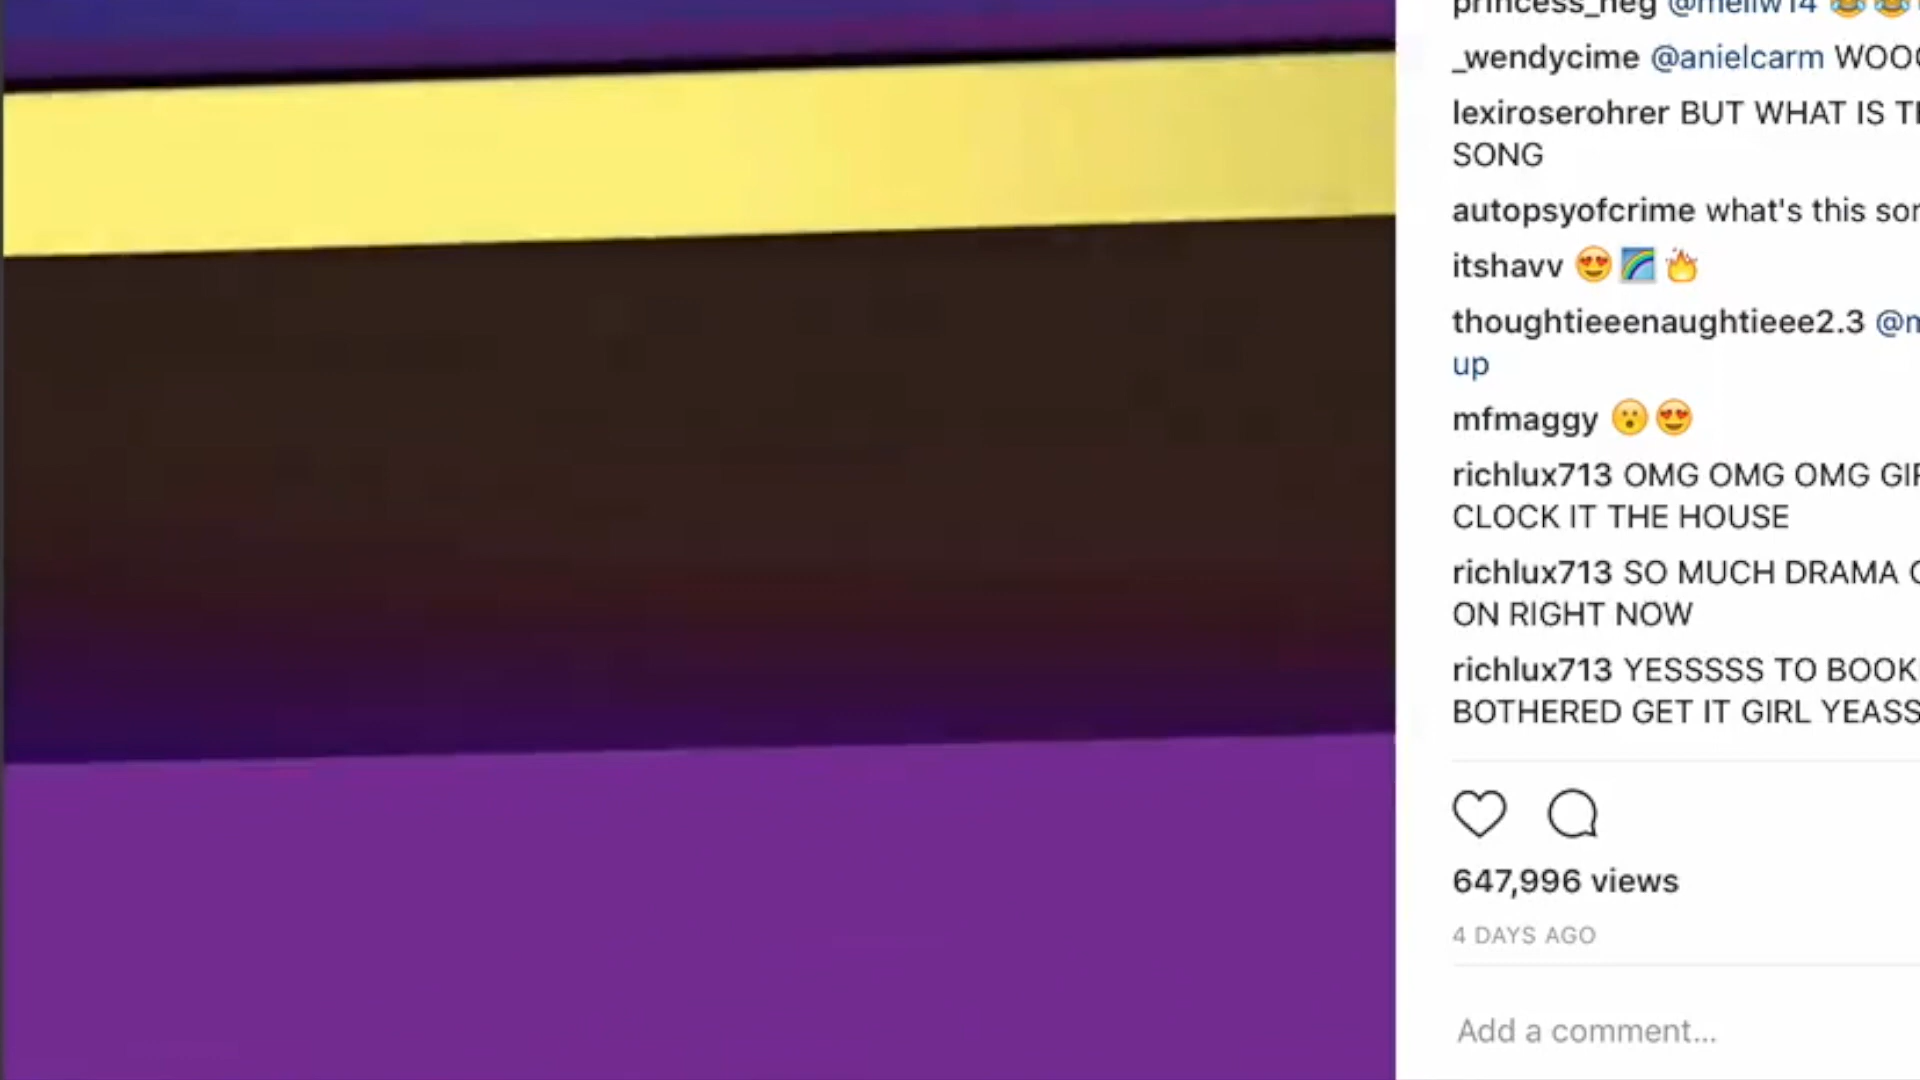 _wendycime @anielcarm
lexiroserohrer BUT WHAT IS
SONG
autopsyofcrime what's this
itshavv 😍🌈🔥
thoughtieeenaughtieee2.3
up
mfmaggy 😮😍
richlux713 OMG OMG OMG
CLOCK IT THE HOUSE
richlux713 SO MUCH DRAMA
ON RIGHT NOW
richlux713 YESSSSS TO
BOTHERED GET IT GIRL
647,996 views
4 DAYS AGO
Add a comment...